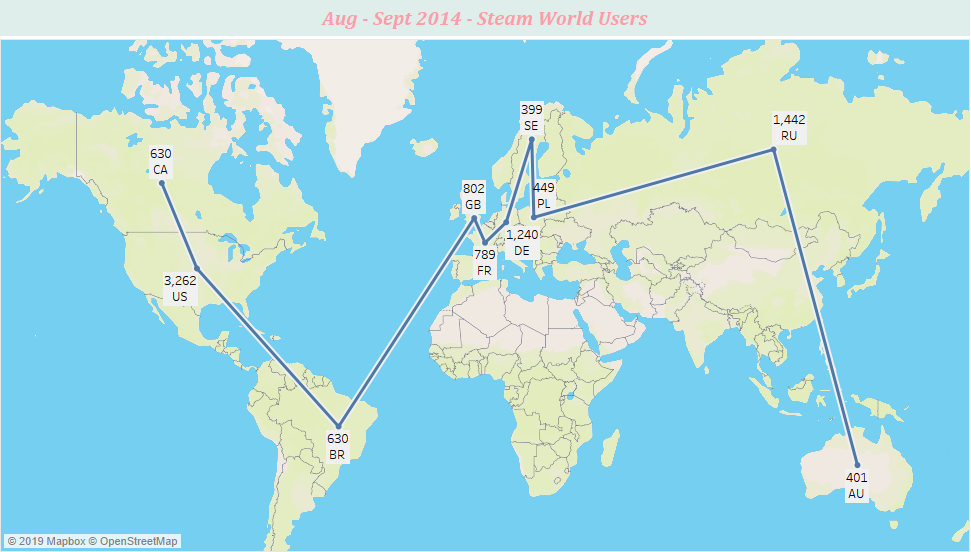 Aug - Sept 2014 - Steam World Users
399
SE
1,442
RU
630
CA
802
GB
449
PL
1,240
DE
789
FR
3,262
US
630
BR
401
AU
© 2019 Mapbox © OpenStreetMap